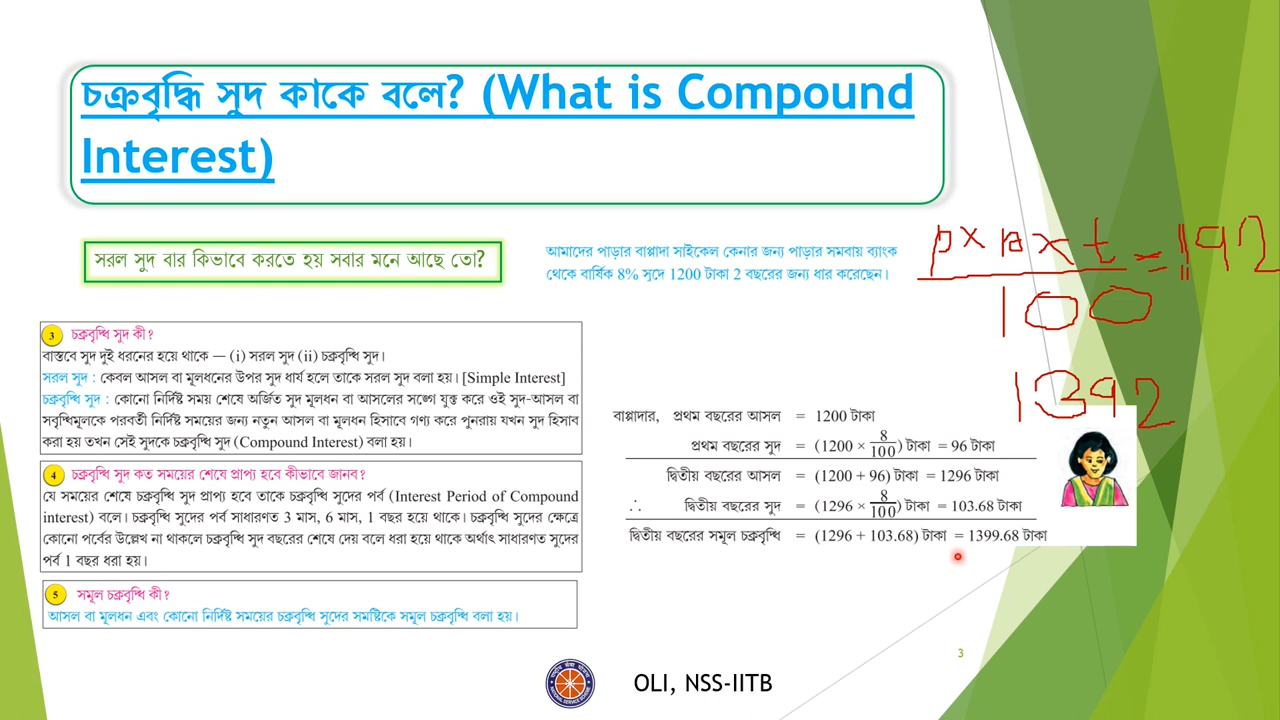 চক্রবৃদ্ধি সুদ কাকে বলে? (What is Compound
Interest)
সরল সুদ বার কিভাবে করতে হয় সবার মনে আছে তো?
আমাদের পাড়ার বাপ্পাদা সাইকেল কেনার জন্য পাড়ার সমবায় ব্যাংক
থেকে বার্ষিক 8% সুদে 1200 টাকা 2 বছরের জন্য ধার করেছেন।
p × r × t = 192
100
1392
3 চক্রবৃদ্ধি সুদ কী?
বাস্তবে সুদ দুই ধরনের হয়ে থাকে — (i) সরল সুদ (ii) চক্রবৃদ্ধি সুদ।
সরল সুদ : কেবল আসল বা মূলধনের উপর সুদ ধার্য হলে তাকে সরল সুদ বলা হয়। [Simple Interest]
চক্রবৃদ্ধি সুদ : কোনো নির্দিষ্ট সময় শেষে অর্জিত সুদ মূলধন বা আসলের সঙ্গে যুক্ত করে ওই সুদ-আসল বা
সবৃদ্ধিমূলকে পরবর্তী নির্দিষ্ট সময়ের জন্য নতুন আসল বা মূলধন হিসাবে গণ্য করে পুনরায় যখন সুদ হিসাব
করা হয় তখন সেই সুদকে চক্রবৃদ্ধি সুদ (Compound Interest) বলা হয়।
4 চক্রবৃদ্ধি সুদ কত সময়ের শেষে প্রাপ্য হবে কীভাবে জানব?
যে সময়ের শেষে চক্রবৃদ্ধি সুদ প্রাপ্য হবে তাকে চক্রবৃদ্ধি সুদের পর্ব (Interest Period of Compound
interest) বলে। চক্রবৃদ্ধি সুদের পর্ব সাধারণত 3 মাস, 6 মাস, 1 বছর হয়ে থাকে। চক্রবৃদ্ধি সুদের ক্ষেত্রে
কোনো পর্বের উল্লেখ না থাকলে চক্রবৃদ্ধি সুদ বছরের শেষে দেয় বলে ধরা হয়ে থাকে অর্থাৎ সাধারণত সুদের
পর্ব 1 বছর ধরা হয়।
5 সমূল চক্রবৃদ্ধি কী?
আসল বা মূলধন এবং কোনো নির্দিষ্ট সময়ের চক্রবৃদ্ধি সুদের সমষ্টিকে সমূল চক্রবৃদ্ধি বলা হয়।
বাপ্পাদার, প্রথম বছরের আসল = 1200 টাকা
প্রথম বছরের সুদ = (1200 × 8/100) টাকা = 96 টাকা
দ্বিতীয় বছরের আসল = (1200 + 96) টাকা = 1296 টাকা
∴ দ্বিতীয় বছরের সুদ = (1296 × 8/100) টাকা = 103.68 টাকা
দ্বিতীয় বছরের সমূল চক্রবৃদ্ধি = (1296 + 103.68) টাকা = 1399.68 টাকা
3
OLI, NSS-IITB